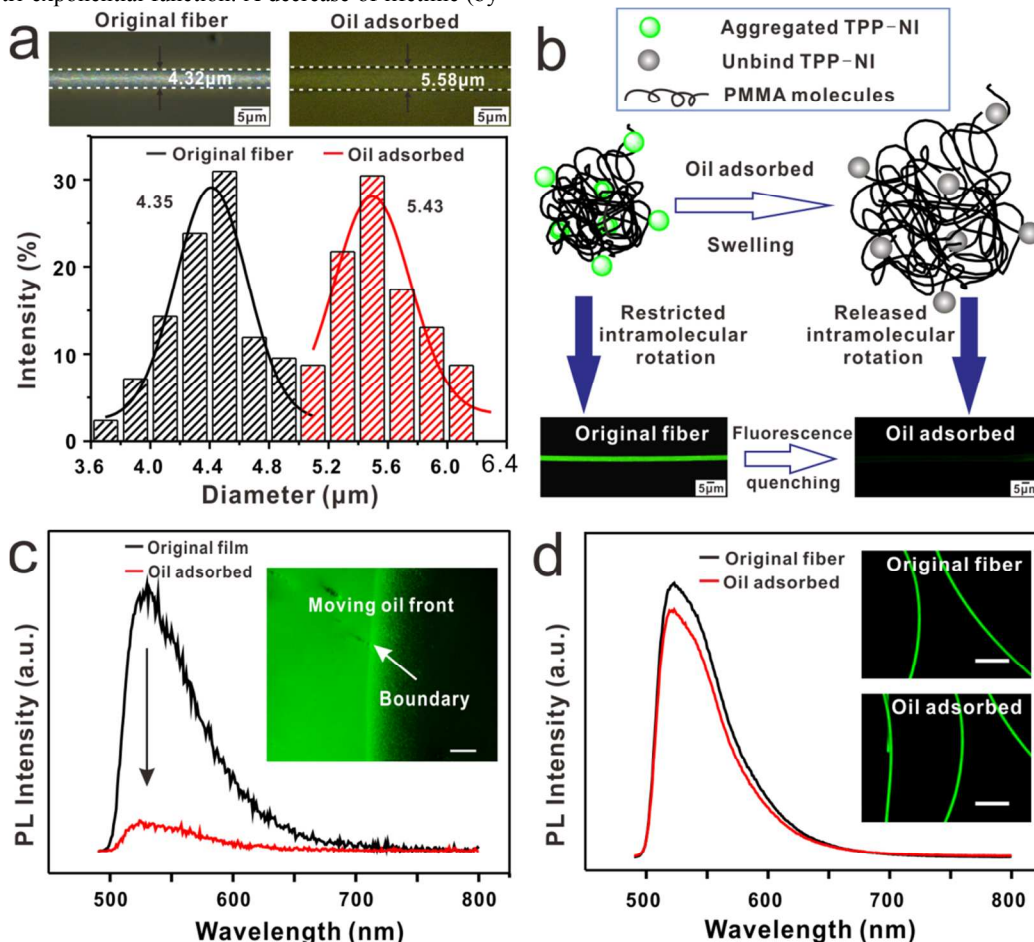 a
Original fiber
Oil adsorbed
4.32µm
5.58µm
5µm
5µm
Original fiber
Oil adsorbed
4.35
5.43
30
20
10
0
Intensity (%)
3.6
4.0
4.4
4.8
5.2
5.6
6.0
6.4
Diameter (µm)
b
Aggregated TPP-NI
Unbind TPP-NI
PMMA molecules
Oil adsorbed
Swelling
Restricted
intramolecular
rotation
Released
intramolecular
rotation
Original fiber
Fluorescence
quenching
Oil adsorbed
5µm
5µm
c
Original film
Oil adsorbed
Moving oil front
Boundary
PL Intensity (a.u.)
500
600
700
800
Wavelength (nm)
d
Original fiber
Oil adsorbed
Original fiber
Oil adsorbed
PL Intensity (a.u.)
500
600
700
800
Wavelength (nm)